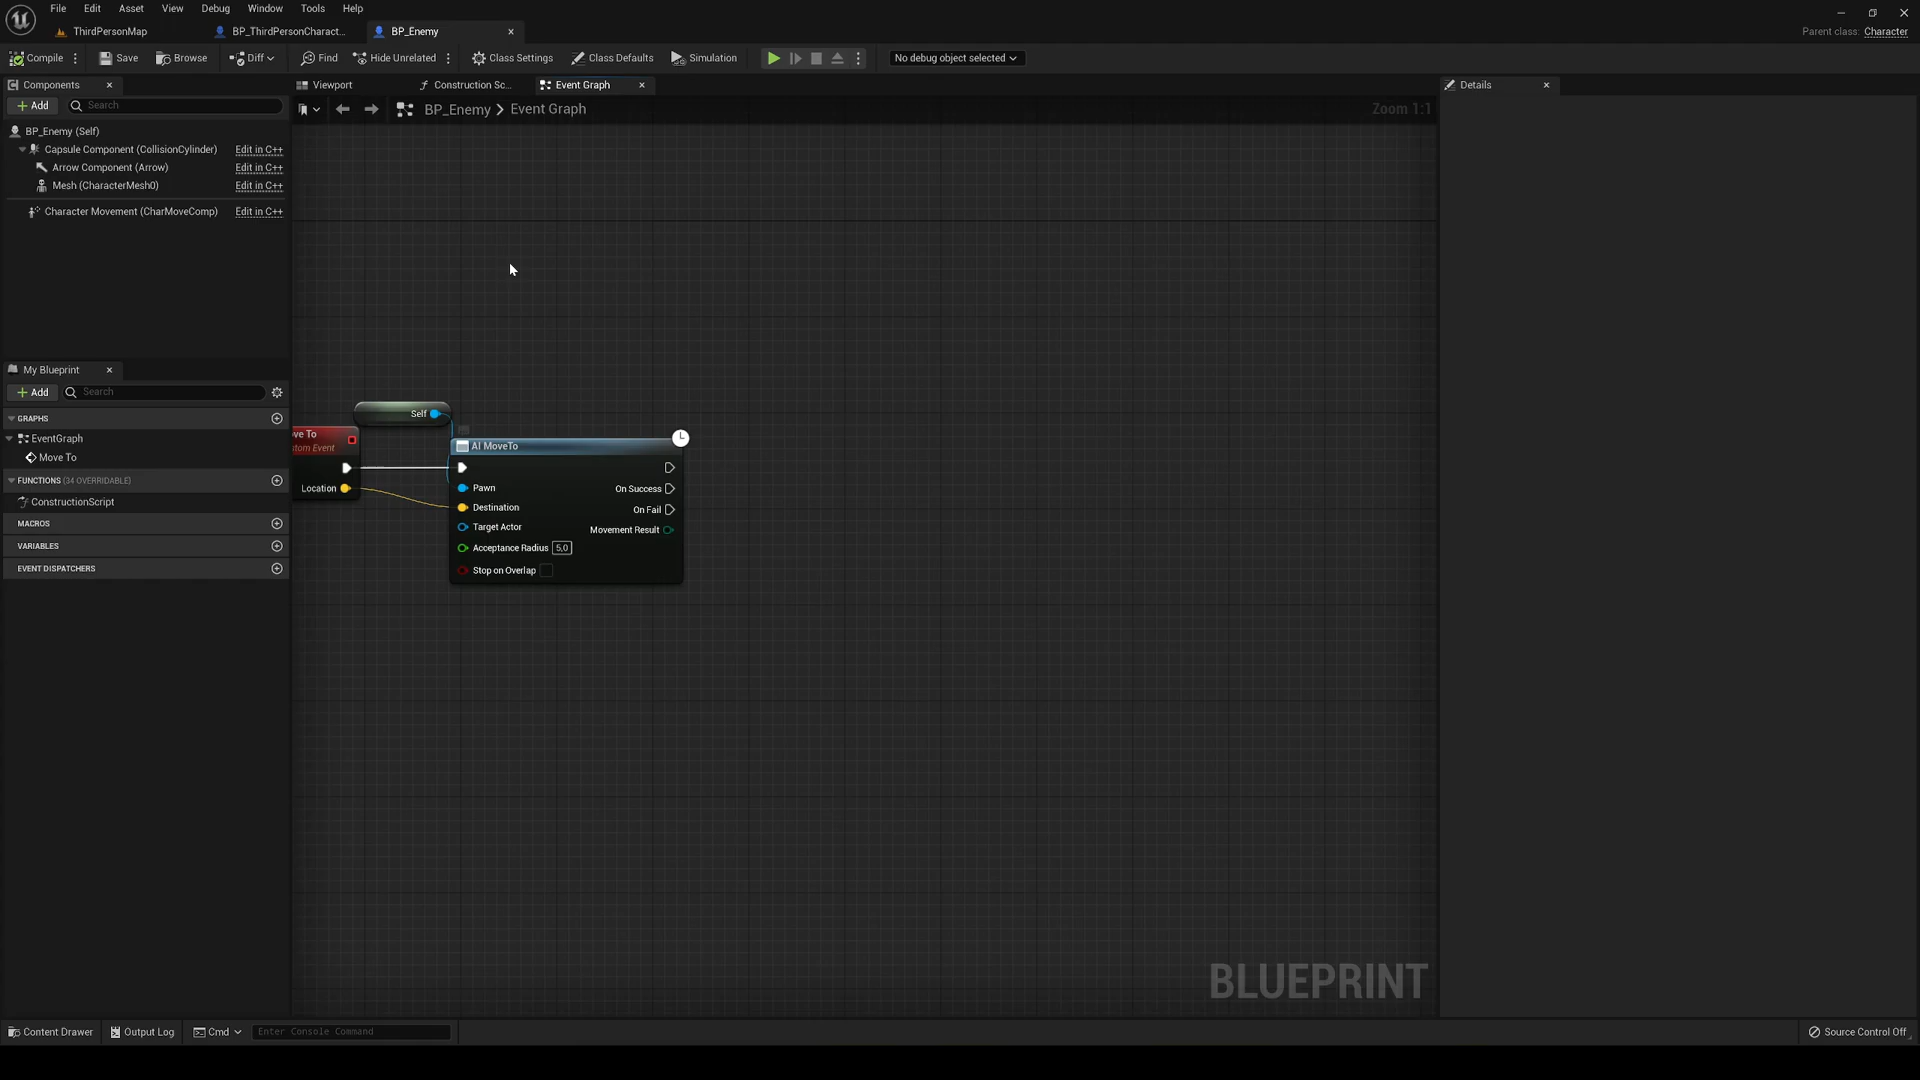 File Edit Asset View Debug Window Tools Help
ThirdPersonMap BP_ThirdPersonCharact... BP_Enemy Parent class: Character
Compile Save Browse Diff Find Hide Unrelated Class Settings Class Defaults Simulation No debug object selected
Components Viewport Construction Sc... Event Graph Details
Add Search BP_Enemy Event Graph Zoom 1:1
BP_Enemy (Self)
Capsule Component (CollisionCylinder) Edit in C++
Arrow Component (Arrow) Edit in C++
Mesh (CharacterMesh0) Edit in C++
Character Movement (CharMoveComp) Edit in C++
My Blueprint
Add Search
GRAPHS
EventGraph
Move To
FUNCTIONS (34 OVERRIDABLE)
ConstructionScript
MACROS
VARIABLES
EVENT DISPATCHERS
Self
ve To
tom Event
Location
AI MoveTo
Pawn On Success
Destination On Fail
Target Actor Movement Result
Acceptance Radius 5,0
Stop on Overlap
BLUEPRINT
Content Drawer Output Log Cmd Enter Console Command Source Control Off